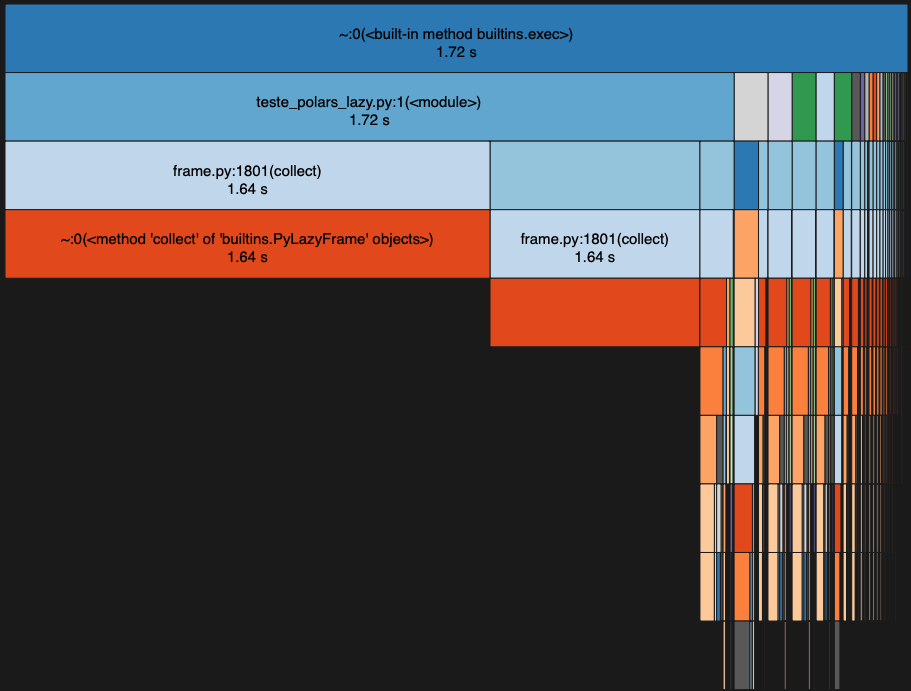 ~:0(<built-in method builtins.exec>)
1.72 s
teste_polars_lazy.py:1(<module>)
1.72 s
frame.py:1801(collect)
1.64 s
~:0(<method 'collect' of 'builtins.PyLazyFrame' objects>)
1.64 s
frame.py:1801(collect)
1.64 s